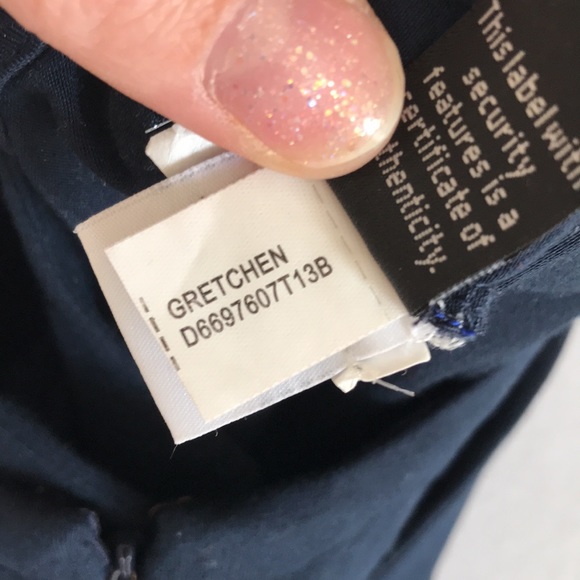 GRETCHEN
D6697607T13B
This label with
security
features is a
certificate of
authenticity.